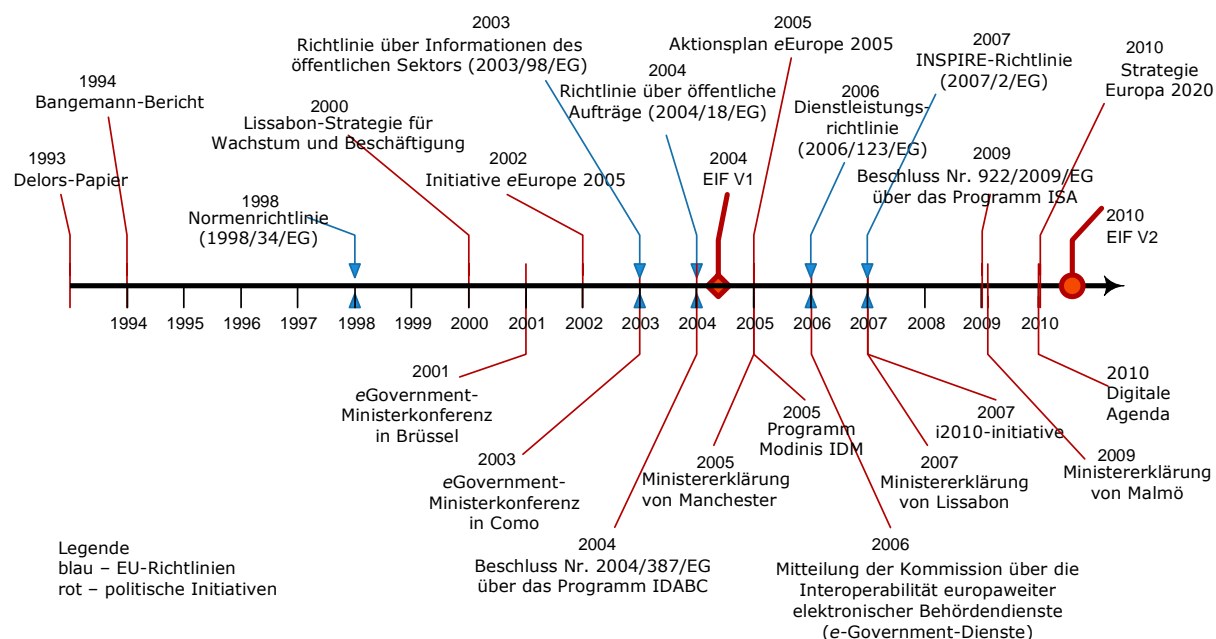 1993
Delors-Papier
1994
Bangemann-Bericht
1998
Normenrichtlinie
(1998/34/EG)
2000
Lissabon-Strategie für
Wachstum und Beschäftigung
2003
Richtlinie über Informationen des
öffentlichen Sektors (2003/98/EG)
2002
Initiative eEurope 2005
2004
Richtlinie über öffentliche
Aufträge (2004/18/EG)
2005
Aktionsplan eEurope 2005
2004
EIF V1
2006
Dienstleistungs-
richtlinie
(2006/123/EG)
2007
INSPIRE-Richtlinie
(2007/2/EG)
2009
Beschluss Nr. 922/2009/EG
über das Programm ISA
2010
Strategie
Europa 2020
2010
EIF V2
1994 1995 1996 1997 1998 1999 2000 2001 2002 2003 2004 2005 2006 2007 2008 2009 2010
2001
eGovernment-
Ministerkonferenz
in Brüssel
2003
eGovernment-
Ministerkonferenz
in Como
2004
Beschluss Nr. 2004/387/EG
über das Programm IDABC
2005
Ministererklärung
von Manchester
2005
Programm
Modinis IDM
2006
Mitteilung der Kommission über die
Interoperabilität europaweiter
elektronischer Behördendienste
(e-Government-Dienste)
2007
Ministererklärung
von Lissabon
2007
i2010-initiative
2009
Ministererklärung
von Malmö
2010
Digitale
Agenda
Legende
blau – EU-Richtlinien
rot – politische Initiativen